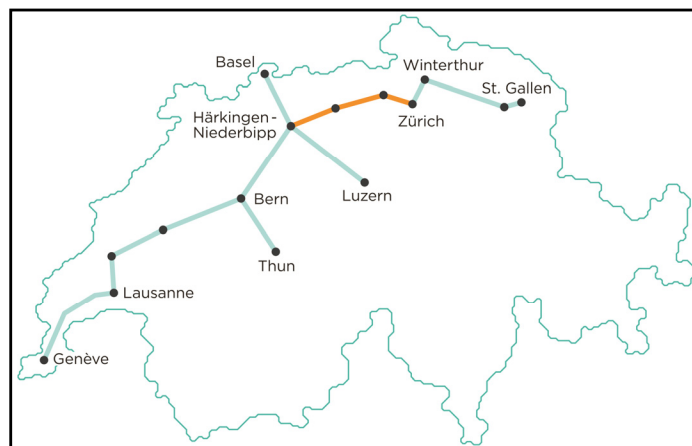 Basel
Winterthur
St. Gallen
Härkingen-
Niederbipp
Zürich
Luzern
Bern
Thun
Lausanne
Genève